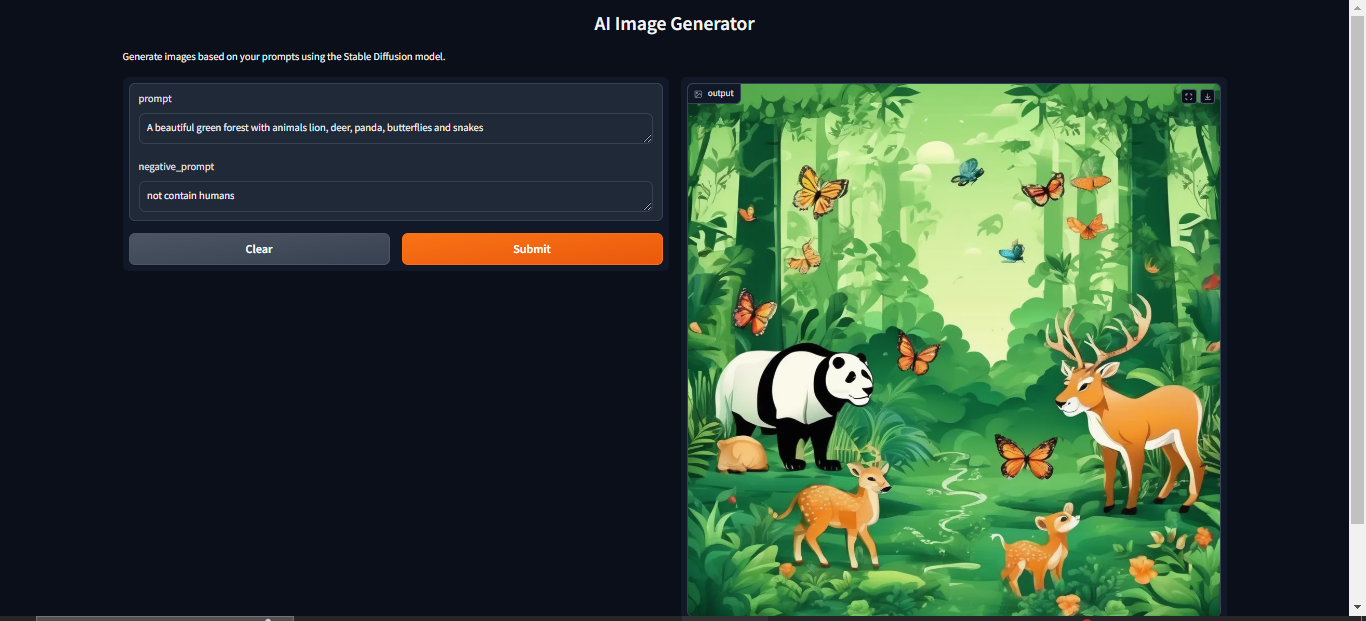 AI Image Generator
Generate images based on your prompts using the Stable Diffusion model.
prompt
A beautiful green forest with animals lion, deer, panda, butterflies and snakes
negative_prompt
not contain humans
Clear
Submit
output